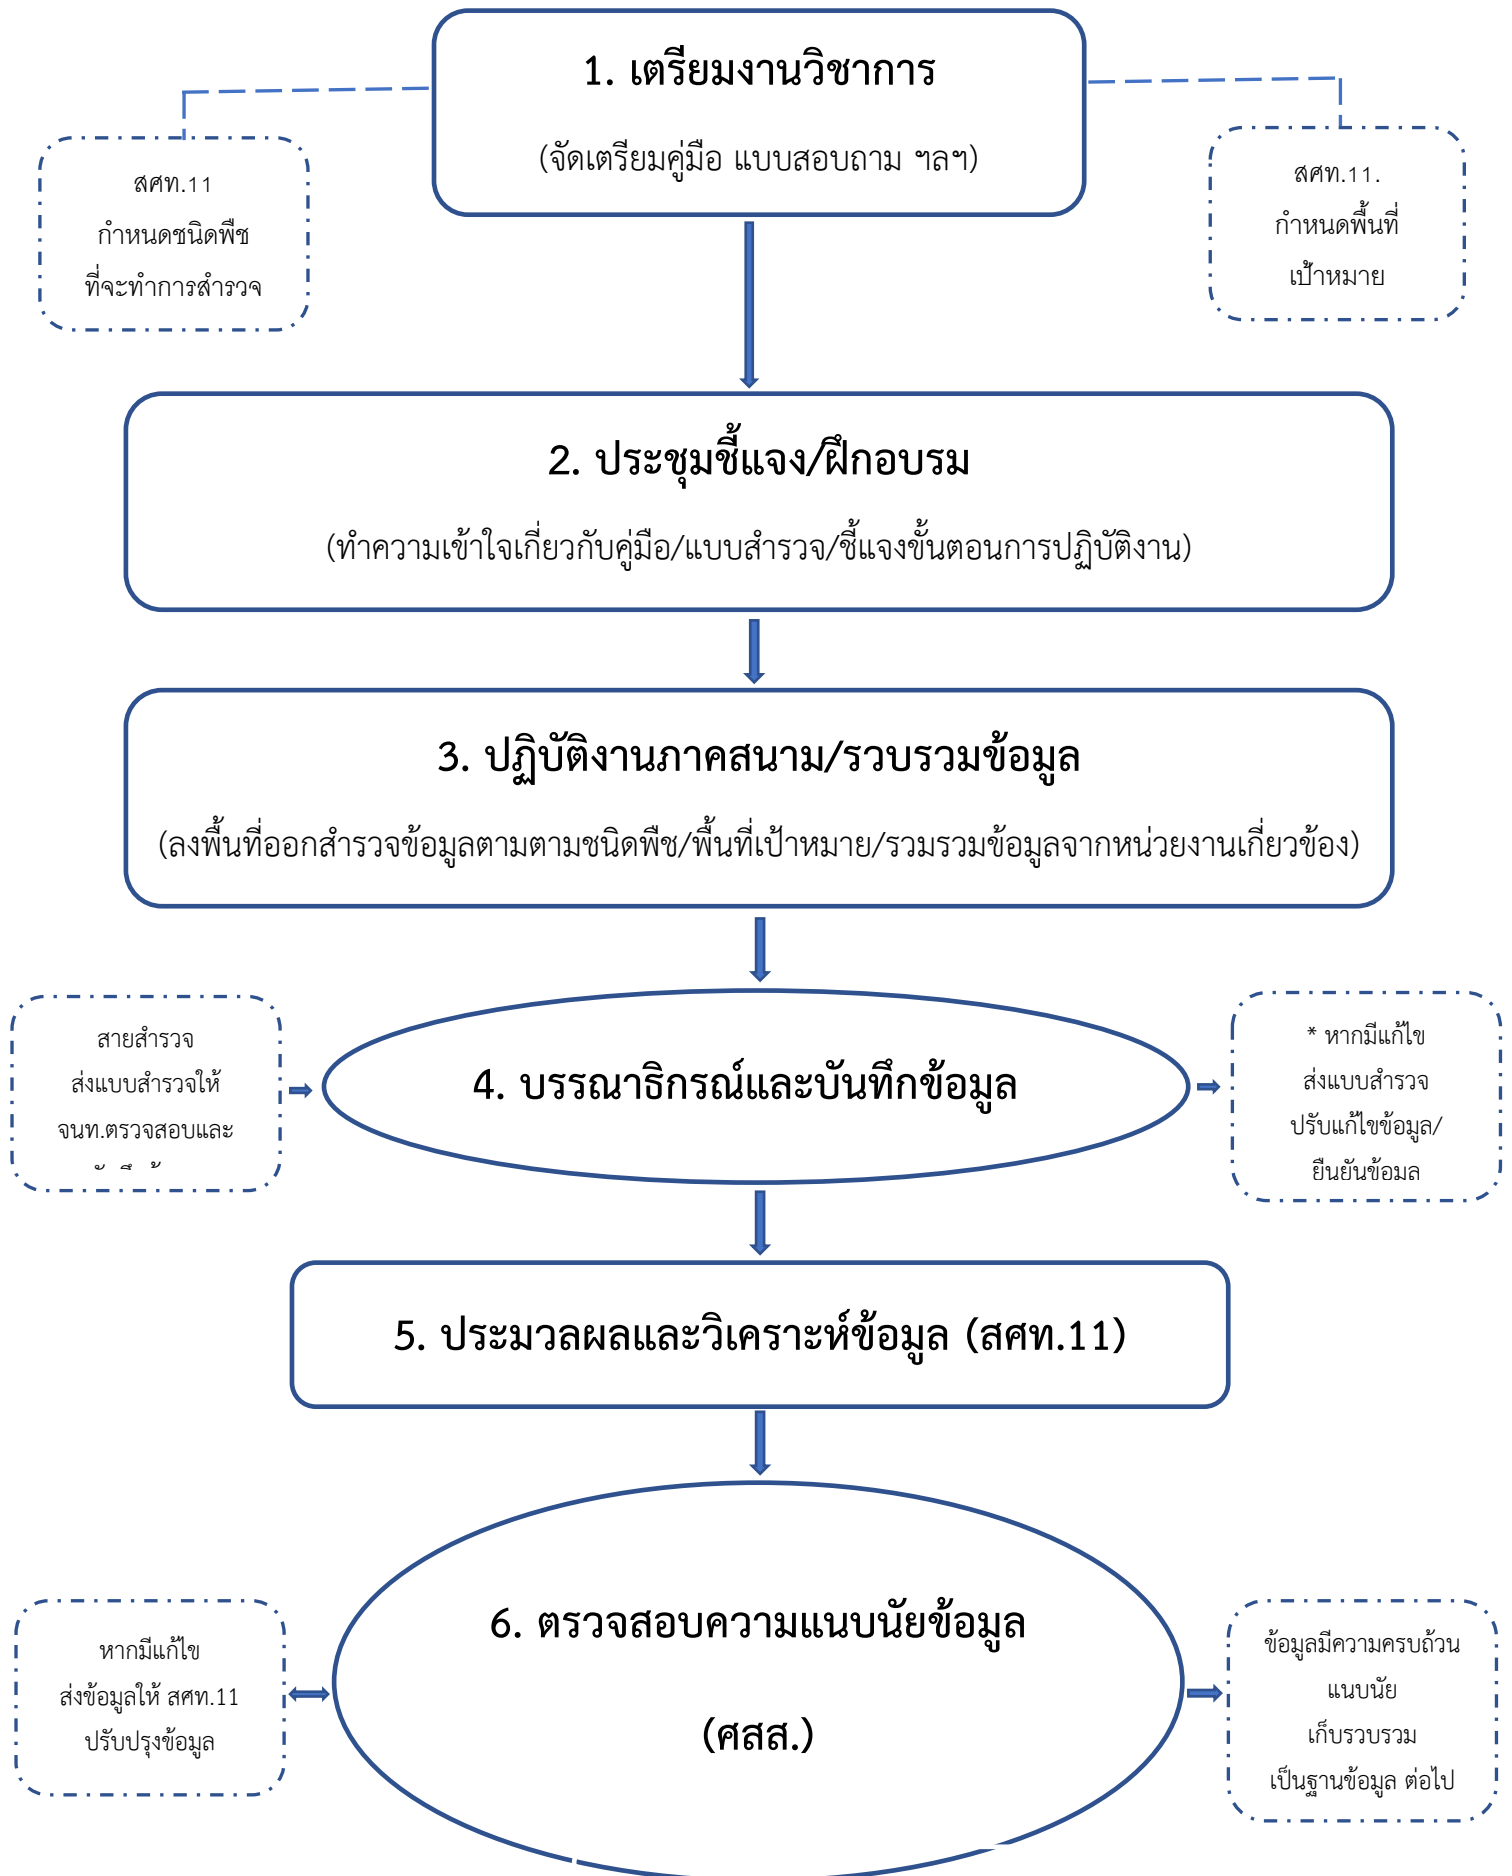 1. เตรียมงานวิชาการ
(จัดเตรียมคู่มือ แบบสอบถาม ฯลฯ)
สศท.11
กำหนดชนิดพืช
ที่จะทำการสำรวจ
สศท.11.
กำหนดพื้นที่
เป้าหมาย
2. ประชุมชี้แจง/ฝึกอบรม
(ทำความเข้าใจเกี่ยวกับคู่มือ/แบบสำรวจ/ชี้แจงขั้นตอนการปฏิบัติงาน)
3. ปฏิบัติงานภาคสนาม/รวบรวมข้อมูล
(ลงพื้นที่ออกสำรวจข้อมูลตามตามชนิดพืช/พื้นที่เป้าหมาย/รวมรวมข้อมูลจากหน่วยงานเกี่ยวข้อง)
สายสำรวจ
ส่งแบบสำรวจให้
จนท.ตรวจสอบและ
4. บรรณาธิกรณ์และบันทึกข้อมูล
* หากมีแก้ไข
ส่งแบบสำรวจ
ปรับแก้ไขข้อมูล/
ยืนยันข้อมูล
5. ประมวลผลและวิเคราะห์ข้อมูล (สศท.11)
6. ตรวจสอบความแนบนัยข้อมูล
(ศสส.)
หากมีแก้ไข
ส่งข้อมูลให้ สศท.11
ปรับปรุงข้อมูล
ข้อมูลมีความครบถ้วน
แนบนัย
เก็บรวบรวม
เป็นฐานข้อมูล ต่อไป